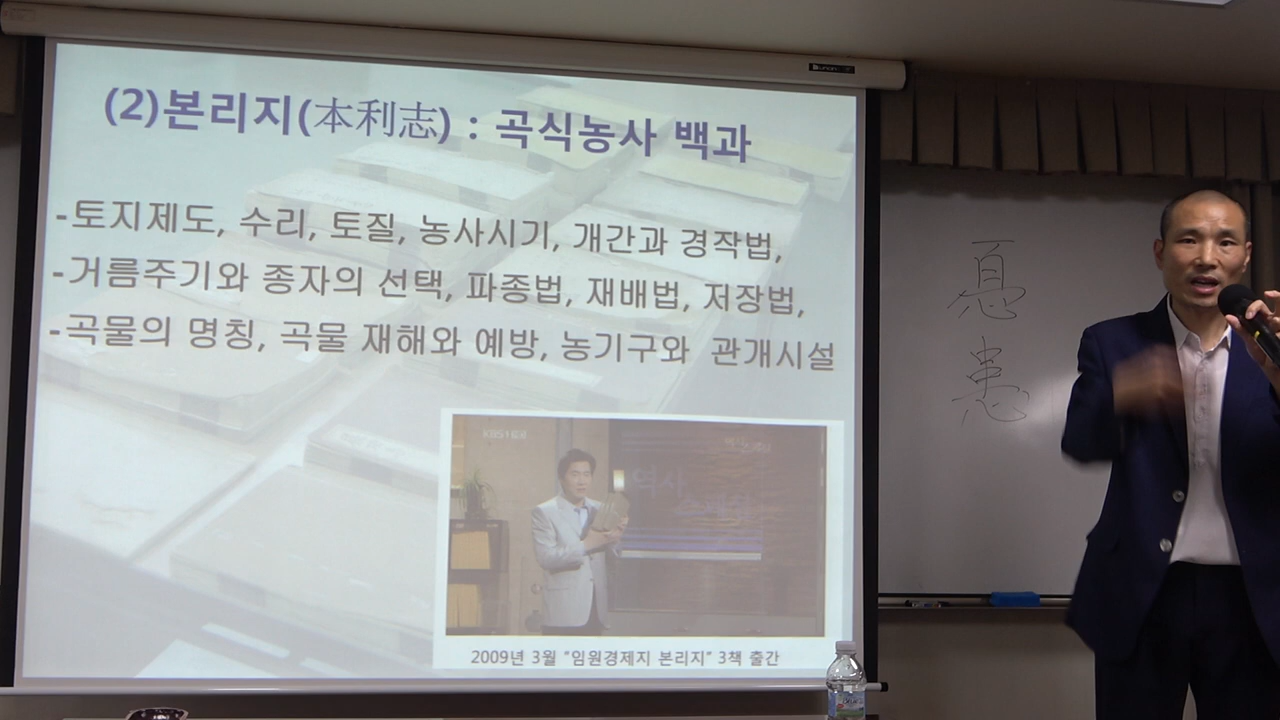 (2)본리지(本利志) : 곡식농사 백과
-토지제도, 수리, 토질, 농사시기, 개간과 경작법,
-거름주기와 종자의 선택, 파종법, 재배법, 저장법,
-곡물의 명칭, 곡물 재해와 예방, 농기구와 관개시설
KBS1
역사
2009년 3월 “임원경제지 본리지” 3책 출간
患